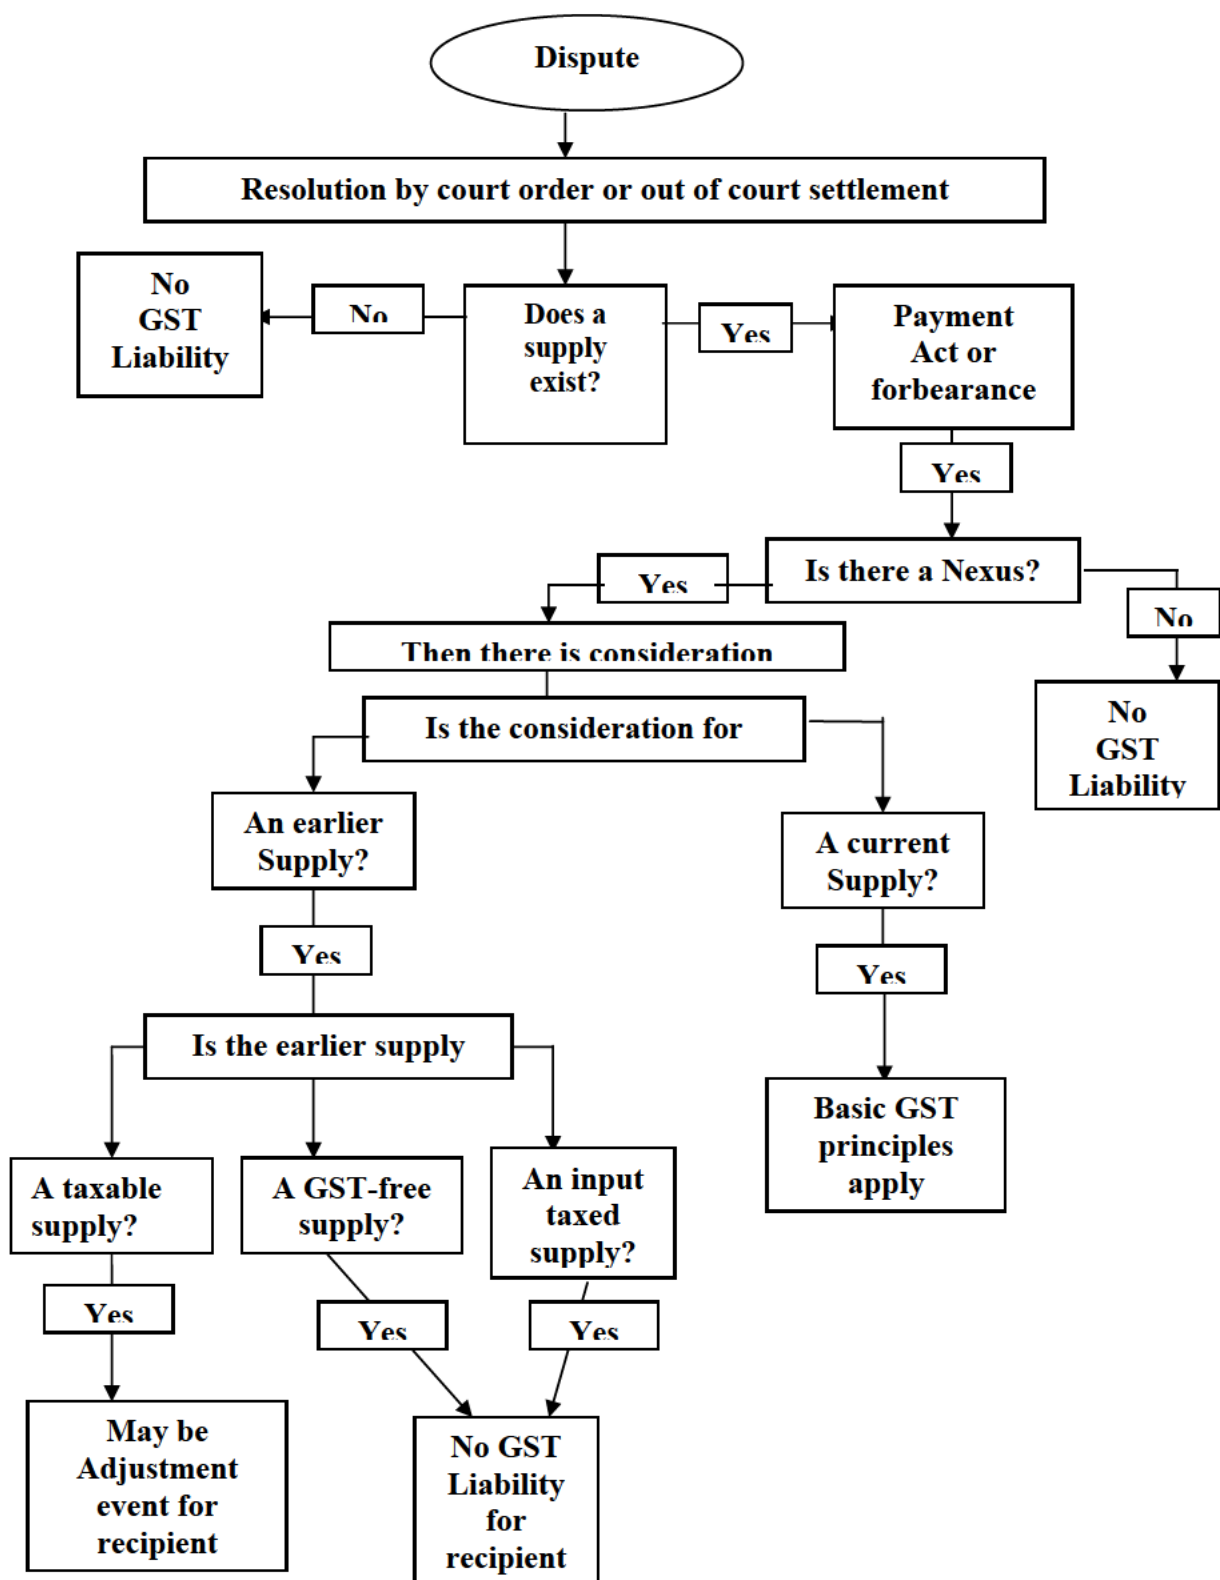 Dispute
Resolution by court order or out of court settlement
No
GST
Liability
No
Does a
supply
exist?
Yes
Payment
Act or
forbearance
Yes
Is there a Nexus?
Yes
No
Then there is consideration
No
GST
Liability
Is the consideration for
An earlier
Supply?
A current
Supply?
Yes
Yes
Is the earlier supply
Basic GST
principles
apply
A taxable
supply?
A GST-free
supply?
An input
taxed
supply?
Yes
Yes
Yes
May be
Adjustment
event for
recipient
No GST
Liability
for
recipient